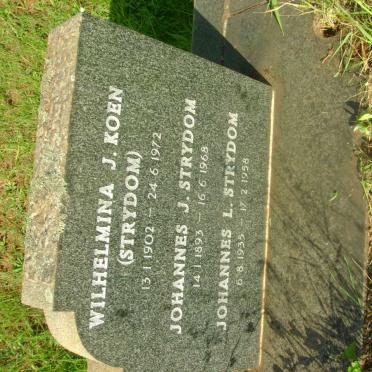 WILHELMINA J. KOEN
(STRYDOM)
13.1.1902 – 24.6.1972
JOHANNES J. STRYDOM
14.1.1893 – 16.6.1968
JOHANNES L. STRYDOM
6.8.1935 – 17.2.1958